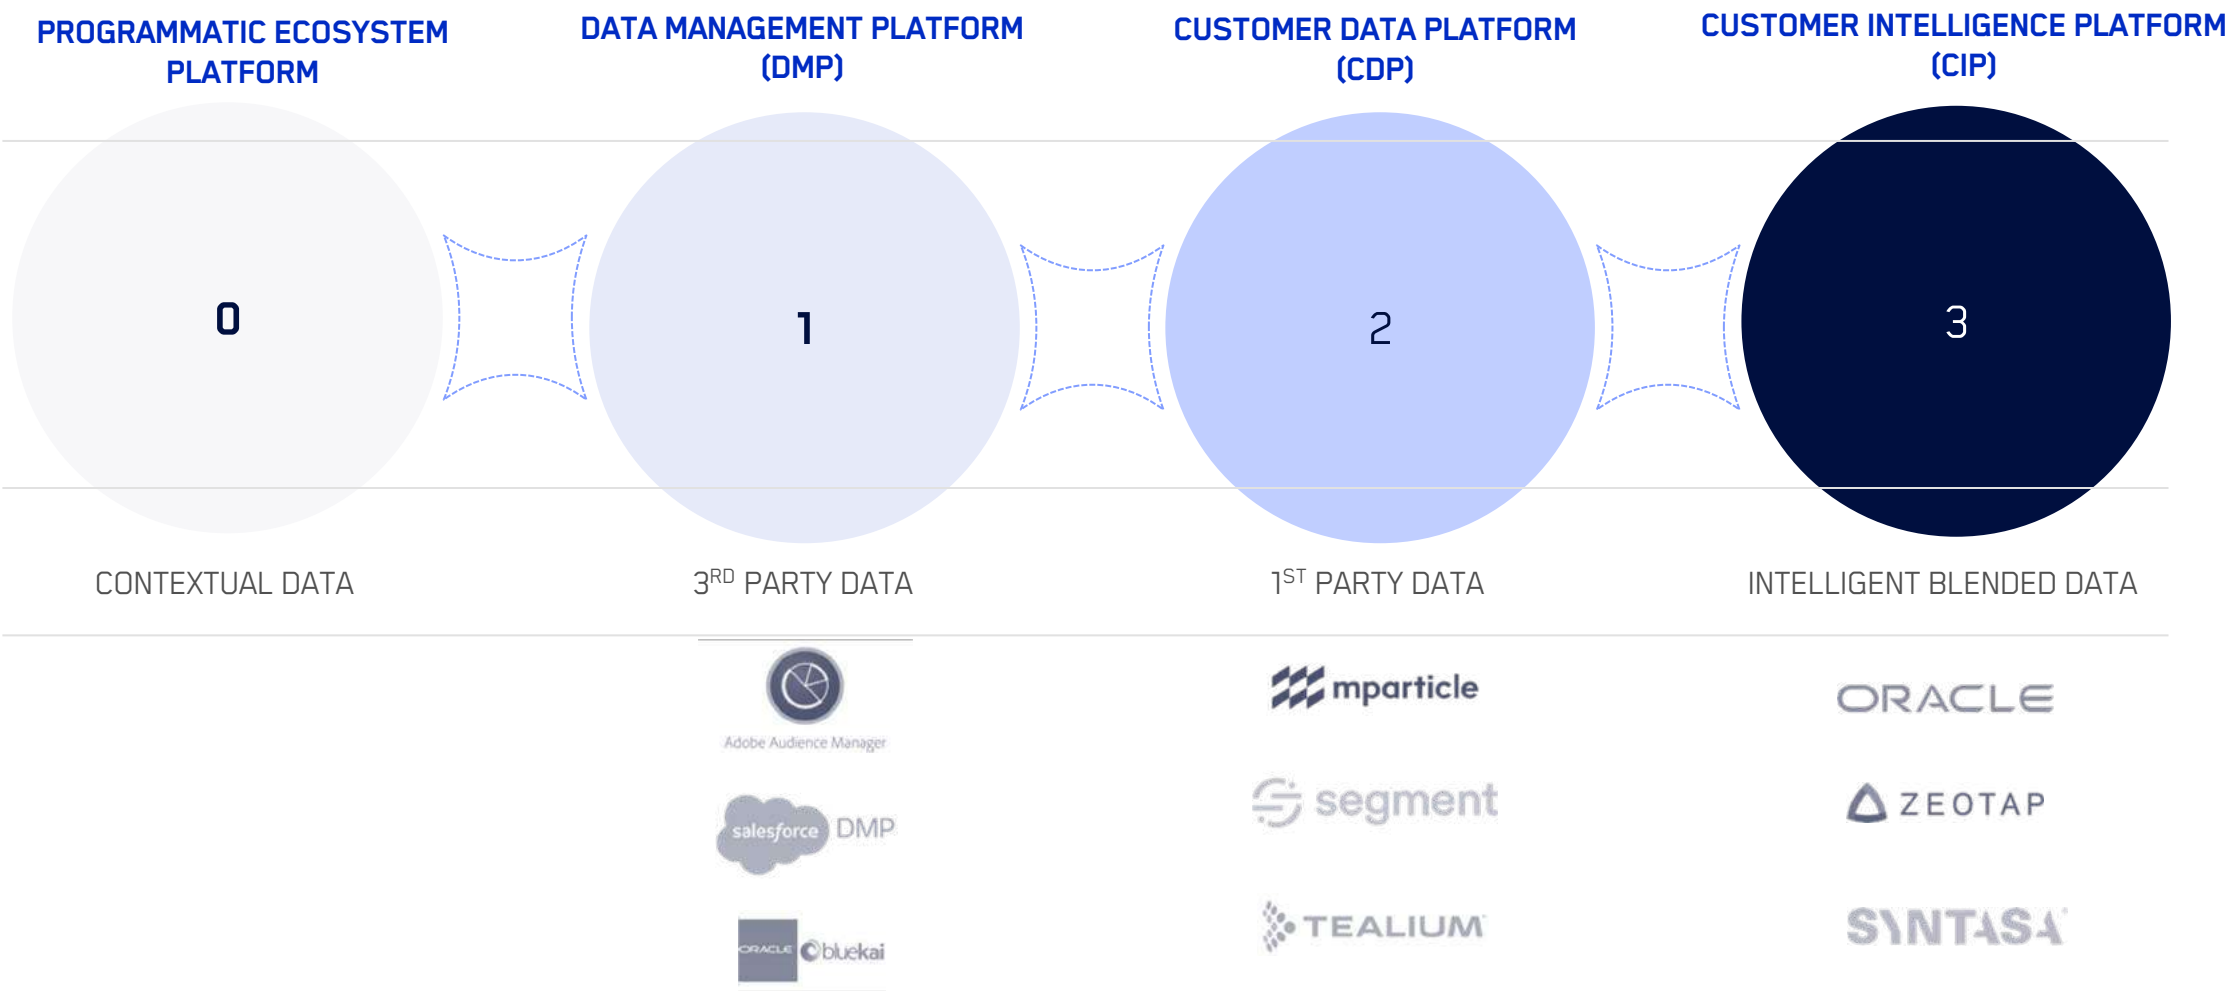 PROGRAMMATIC ECOSYSTEM
PLATFORM
DATA MANAGEMENT PLATFORM
(DMP)
CUSTOMER DATA PLATFORM
(CDP)
CUSTOMER INTELLIGENCE PLATFORM
(CIP)
0
1
2
3
CONTEXTUAL DATA
3RD PARTY DATA
1ST PARTY DATA
INTELLIGENT BLENDED DATA
Adobe Audience Manager
salesforce DMP
ORACLE bluekai
mparticle
segment
TEALIUM
ORACLE
ZEOTAP
SYNTASA